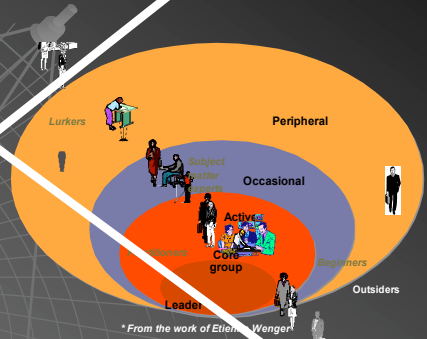 Lurkers
Peripheral
Subject
matter
experts
Occasional
Active
Core
group
Beginners
Outsiders
Leader
* From the work of Etienne Wenger